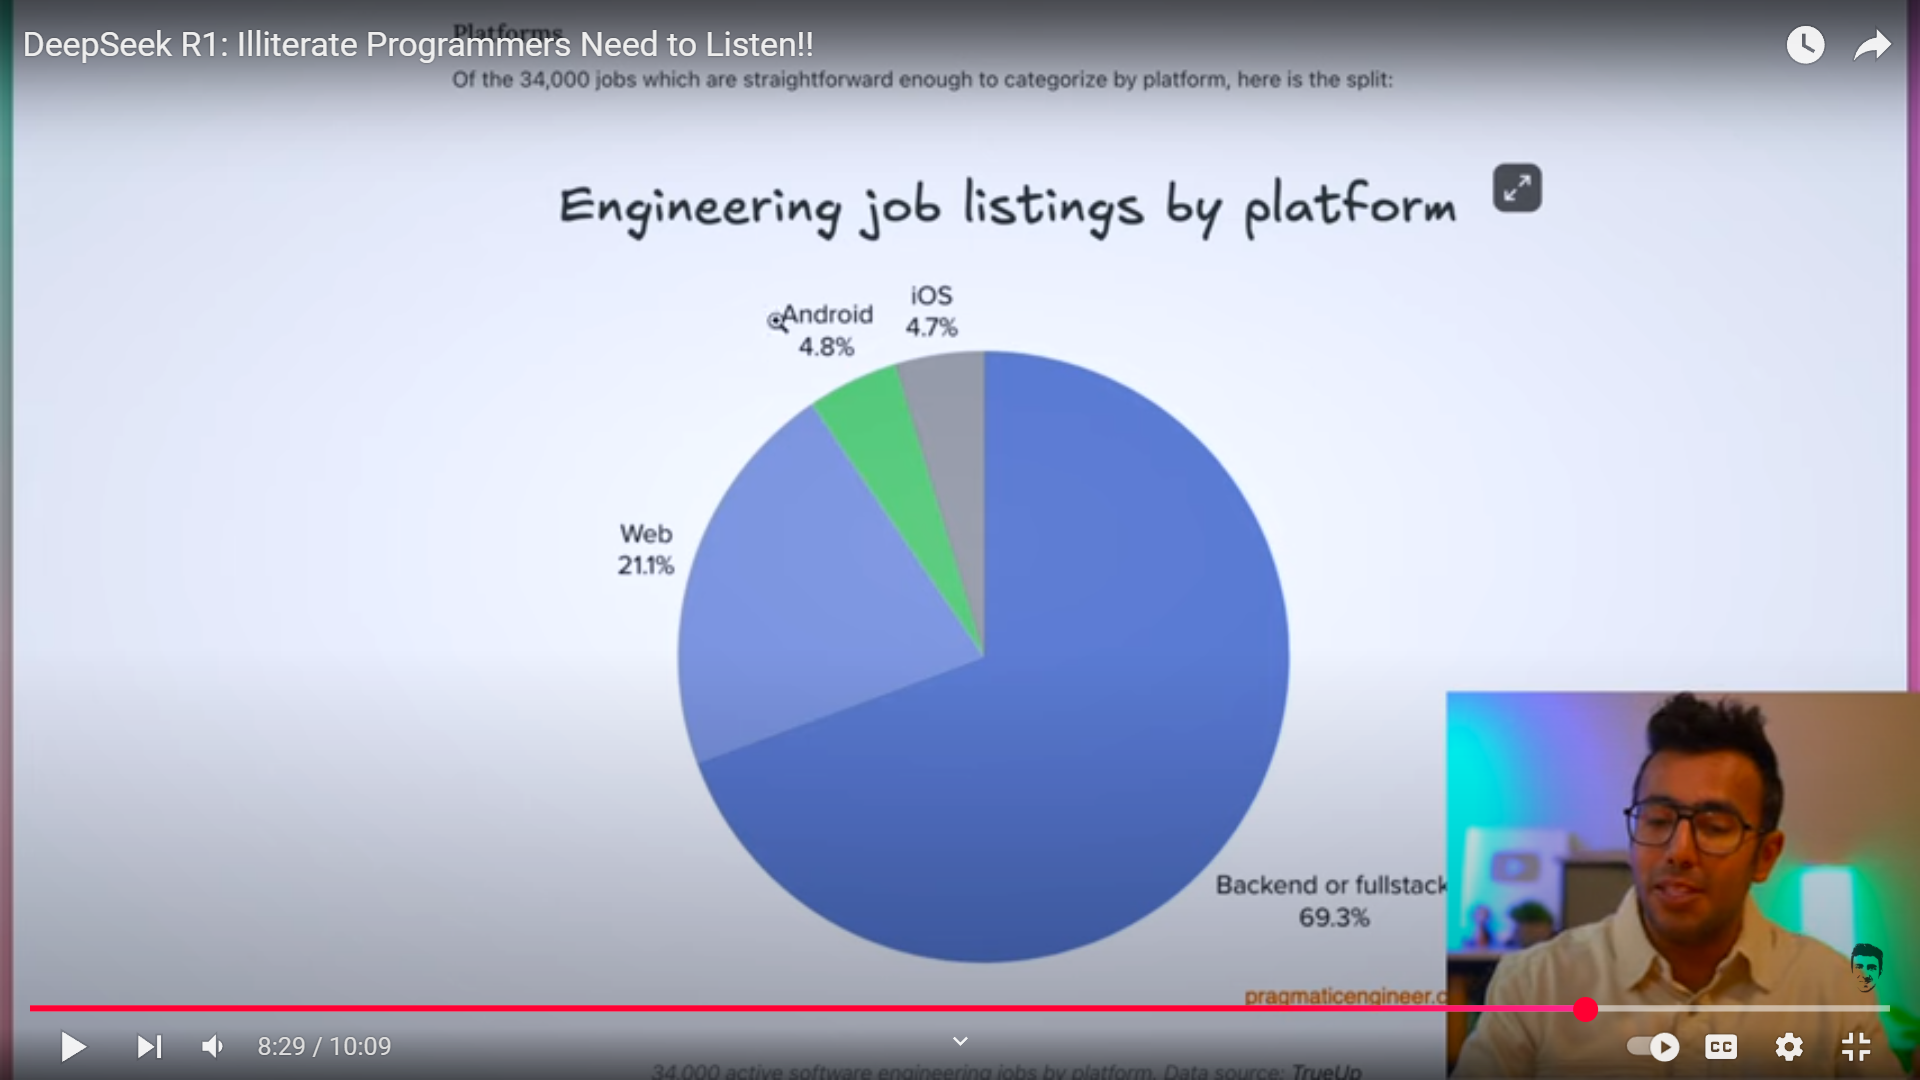 Platforms
DeepSeek R1: Illiterate Programmers Need to Listen!!
Of the 34,000 jobs which are straightforward enough to categorize by platform, here is the split:
Engineering job listings by platform
iOS
4.7%
Android
4.8%
Web
21.1%
Backend or fullstack
69.3%
pragmaticengineer.c
8:29 / 10:09
CC
34,000 active software engineering jobs by platform. Data source: TrueUp